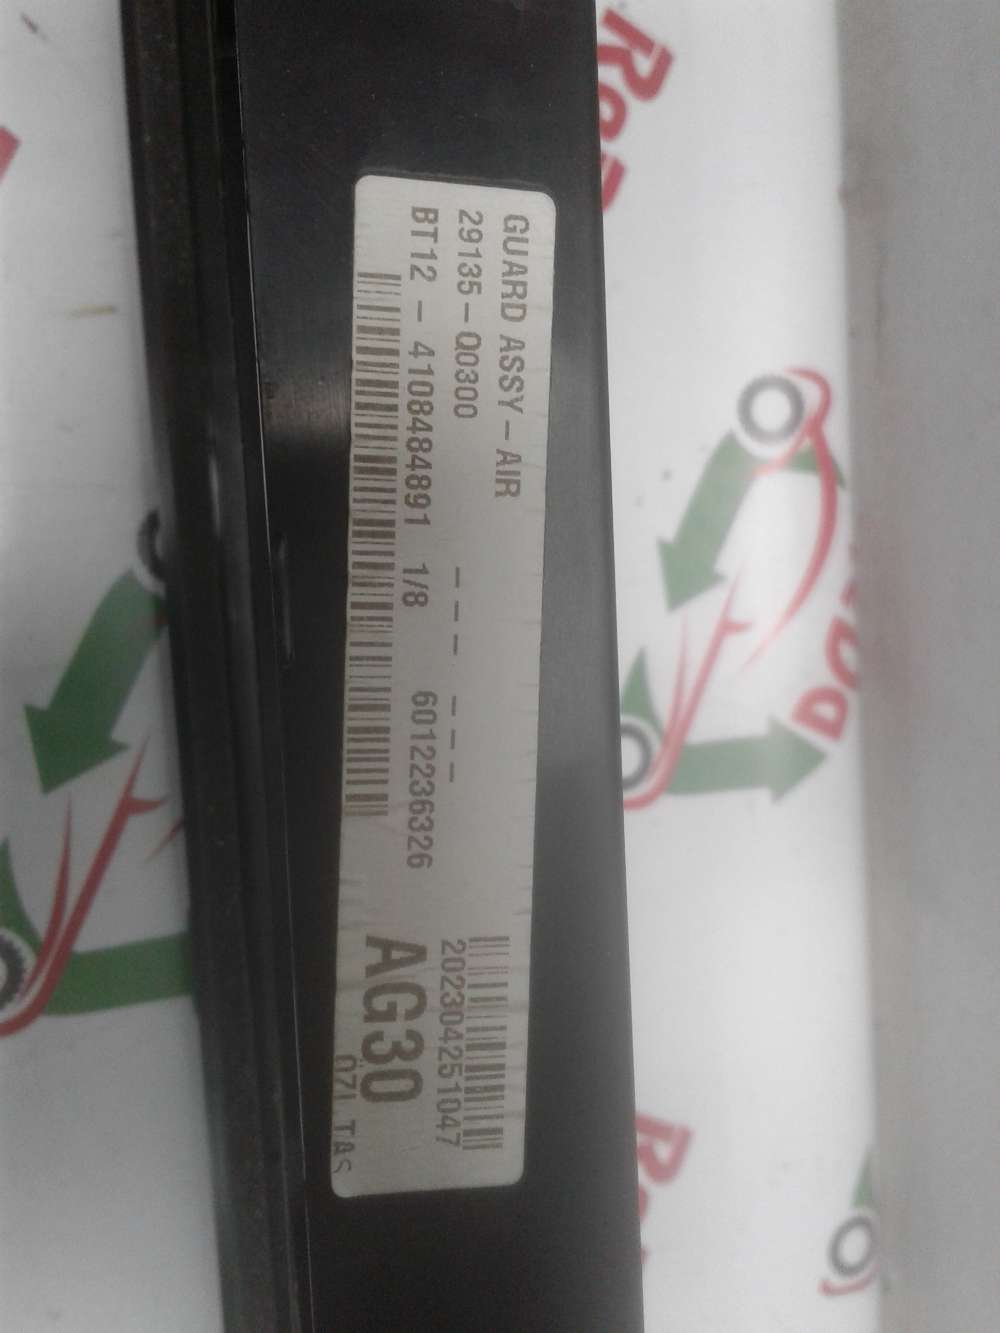 GUARD ASSY-AIR
29135-Q0300 --- ---
BT12 - 4108484891 1/8 6012236326
202304251047
AG30